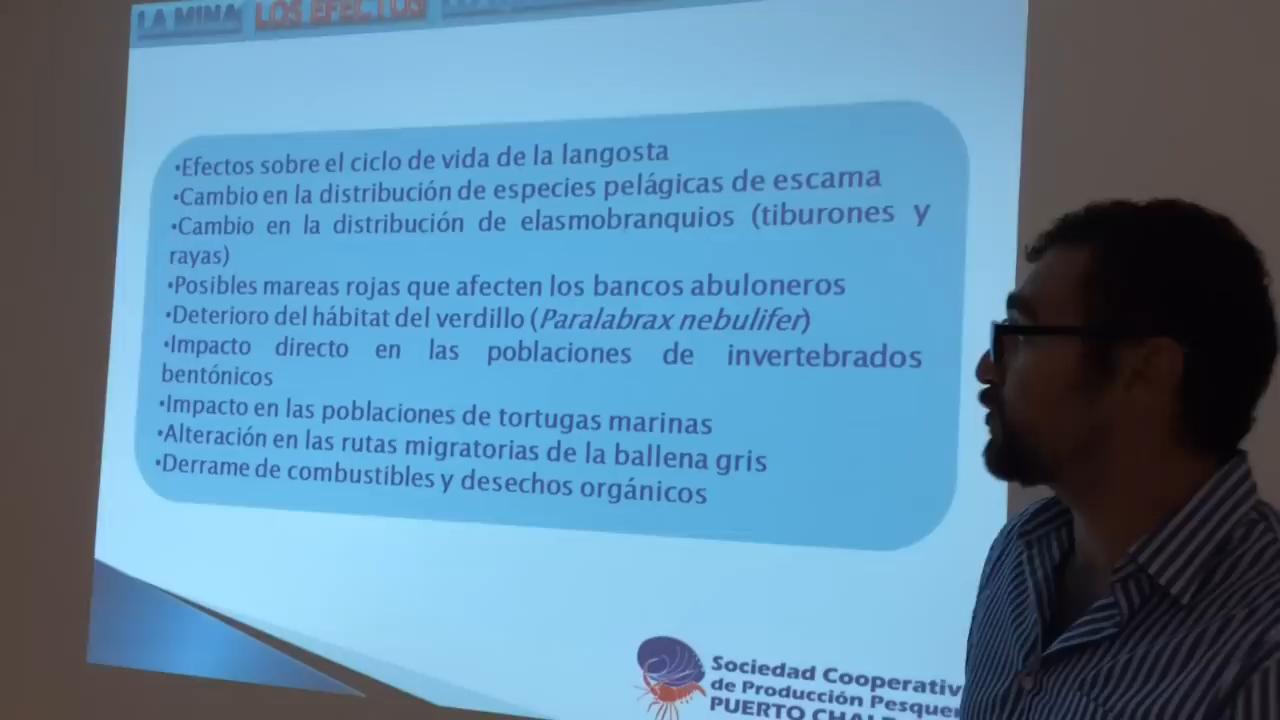 LA MINA LOS EFECTOS
•Efectos sobre el ciclo de vida de la langosta
•Cambio en la distribución de especies pelágicas de escama
•Cambio en la distribución de elasmobranquios (tiburones y
rayas)
•Posibles mareas rojas que afecten los bancos abuloneros
•Deterioro del hábitat del verdillo (Paralabrax nebulifer)
•Impacto directo en las poblaciones de invertebrados
bentónicos
•Impacto en las poblaciones de tortugas marinas
•Alteración en las rutas migratorias de la ballena gris
•Derrame de combustibles y desechos orgánicos
Sociedad Cooperativ
de Producción Pesquer
PUERTO